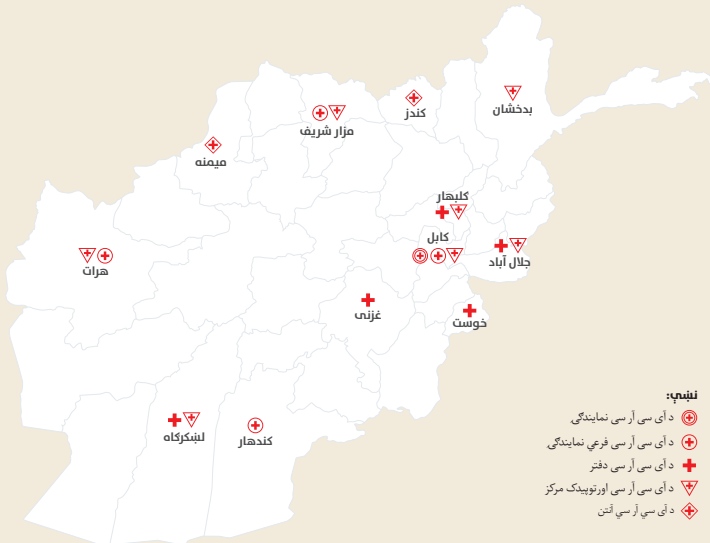 بدخشان
کندز
مزار شریف
میمنه
کلبهار
کابل
جلال آباد
هرات
غزنی
خوست
لښکرګاه
کندهار
نښې:
د آی سی آر سی نمایندګی
د آی سی آر سی فرعي نمایندګی
د آی سی آر سی دفتر
د آی سی آر سی اورتوپیدک مرکز
د آی سي آر سي آنتن